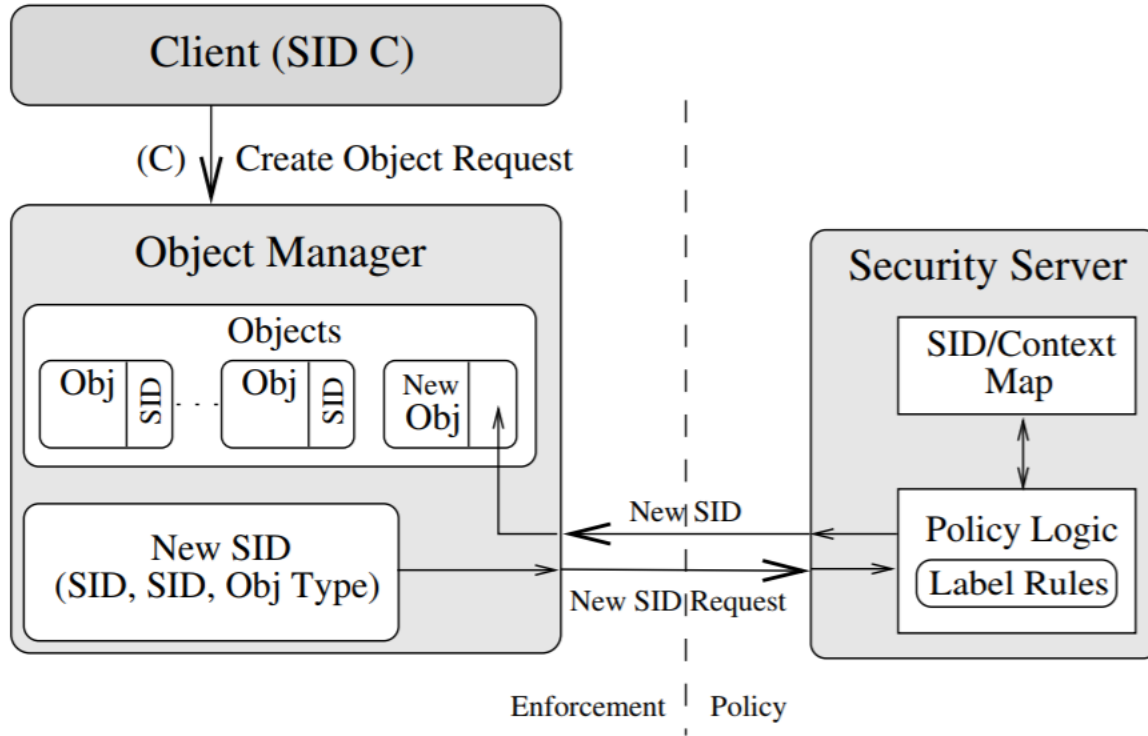 Client (SID C)
(C) Create Object Request
Object Manager
Objects
Obj SID
Obj SID
New
Obj
New SID
(SID, SID, Obj Type)
New SID
New SID Request
Security Server
SID/Context
Map
Policy Logic
Label Rules
Enforcement
Policy